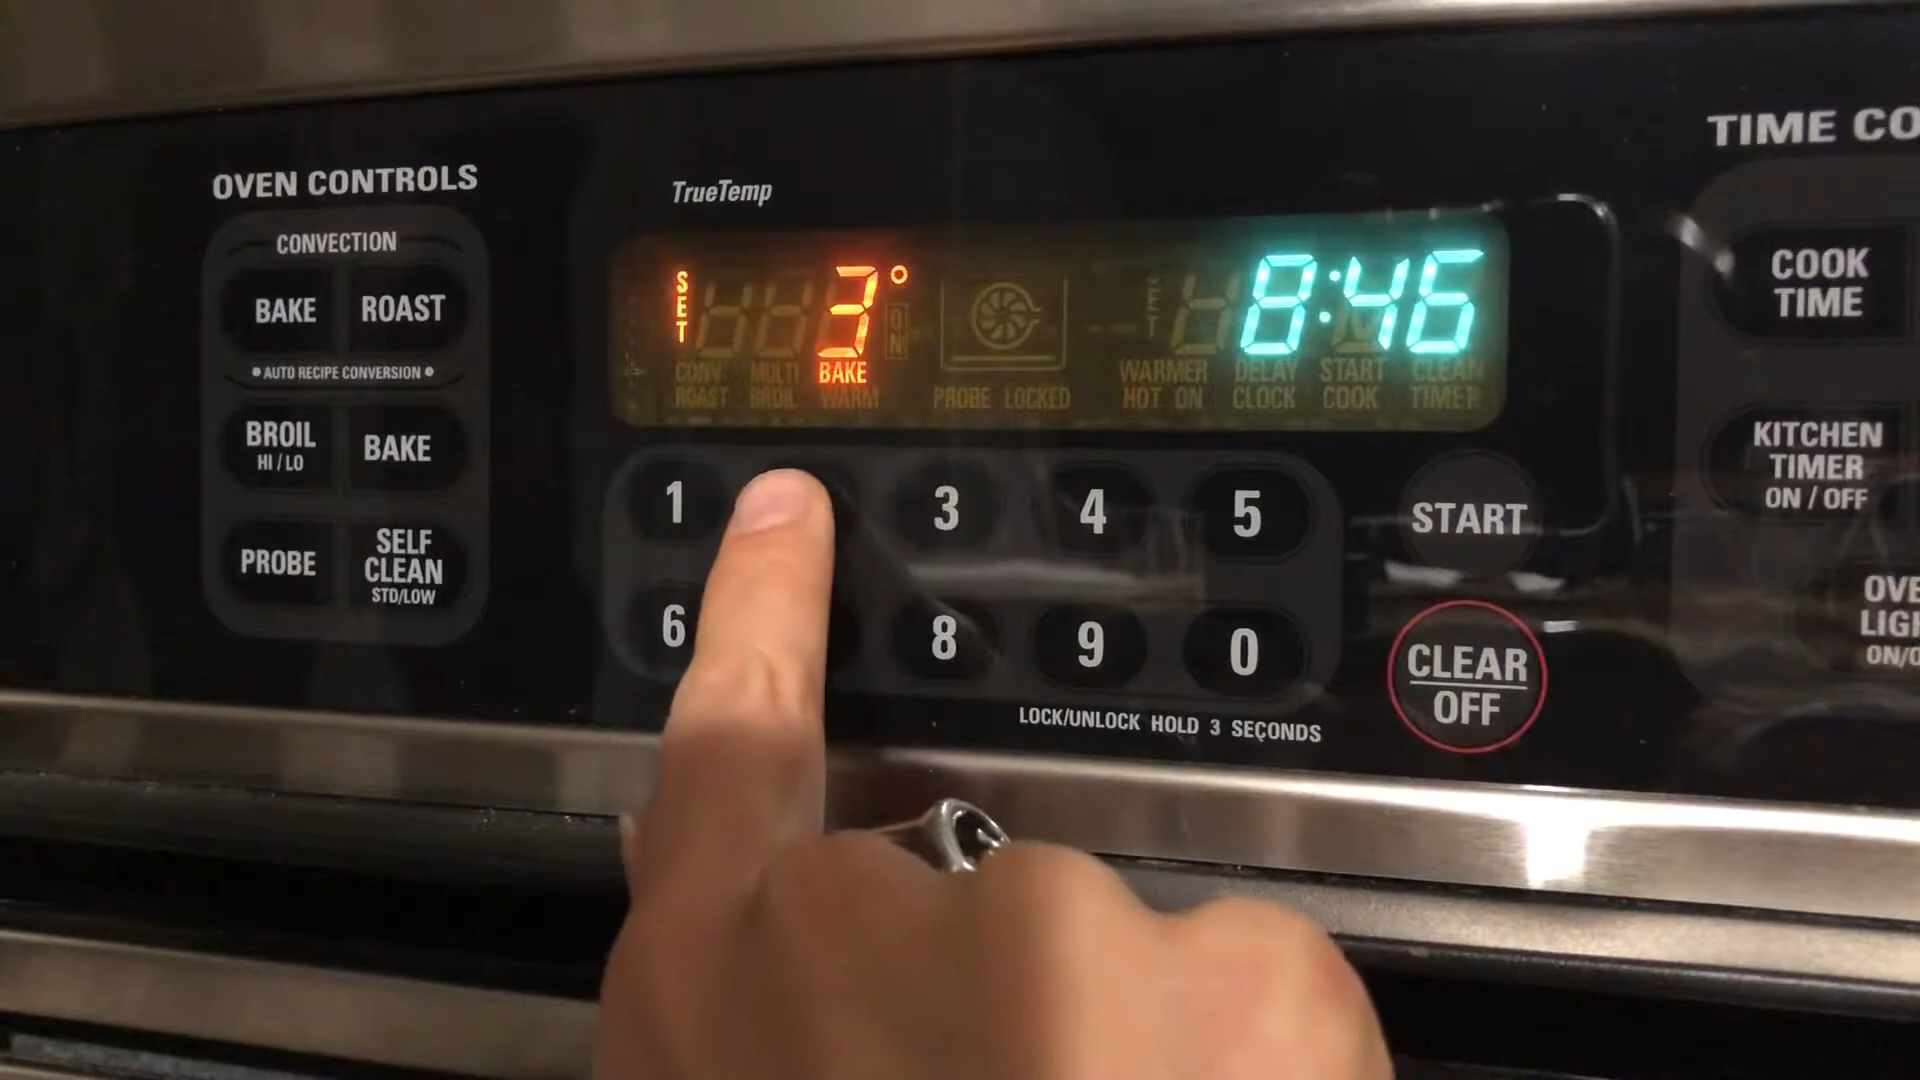 OVEN CONTROLS
CONVECTION
BAKE ROAST
AUTO RECIPE CONVERSION
BROIL
HI / LO
BAKE
PROBE
SELF
CLEAN
STD/LOW
TrueTemp
SET 3° 8:46
ON
SET
CONV MULTI BAKE
ROAST BROIL WARM
PROBE LOCKED
WARMER DELAY START CLEAN
HOT ON CLOCK COOK TIMER
1 3 4 5
6 8 9 0
LOCK/UNLOCK HOLD 3 SECONDS
START
CLEAR
OFF
TIME CO
COOK
TIME
KITCHEN
TIMER
ON / OFF
OVE
LIGH
ON/O